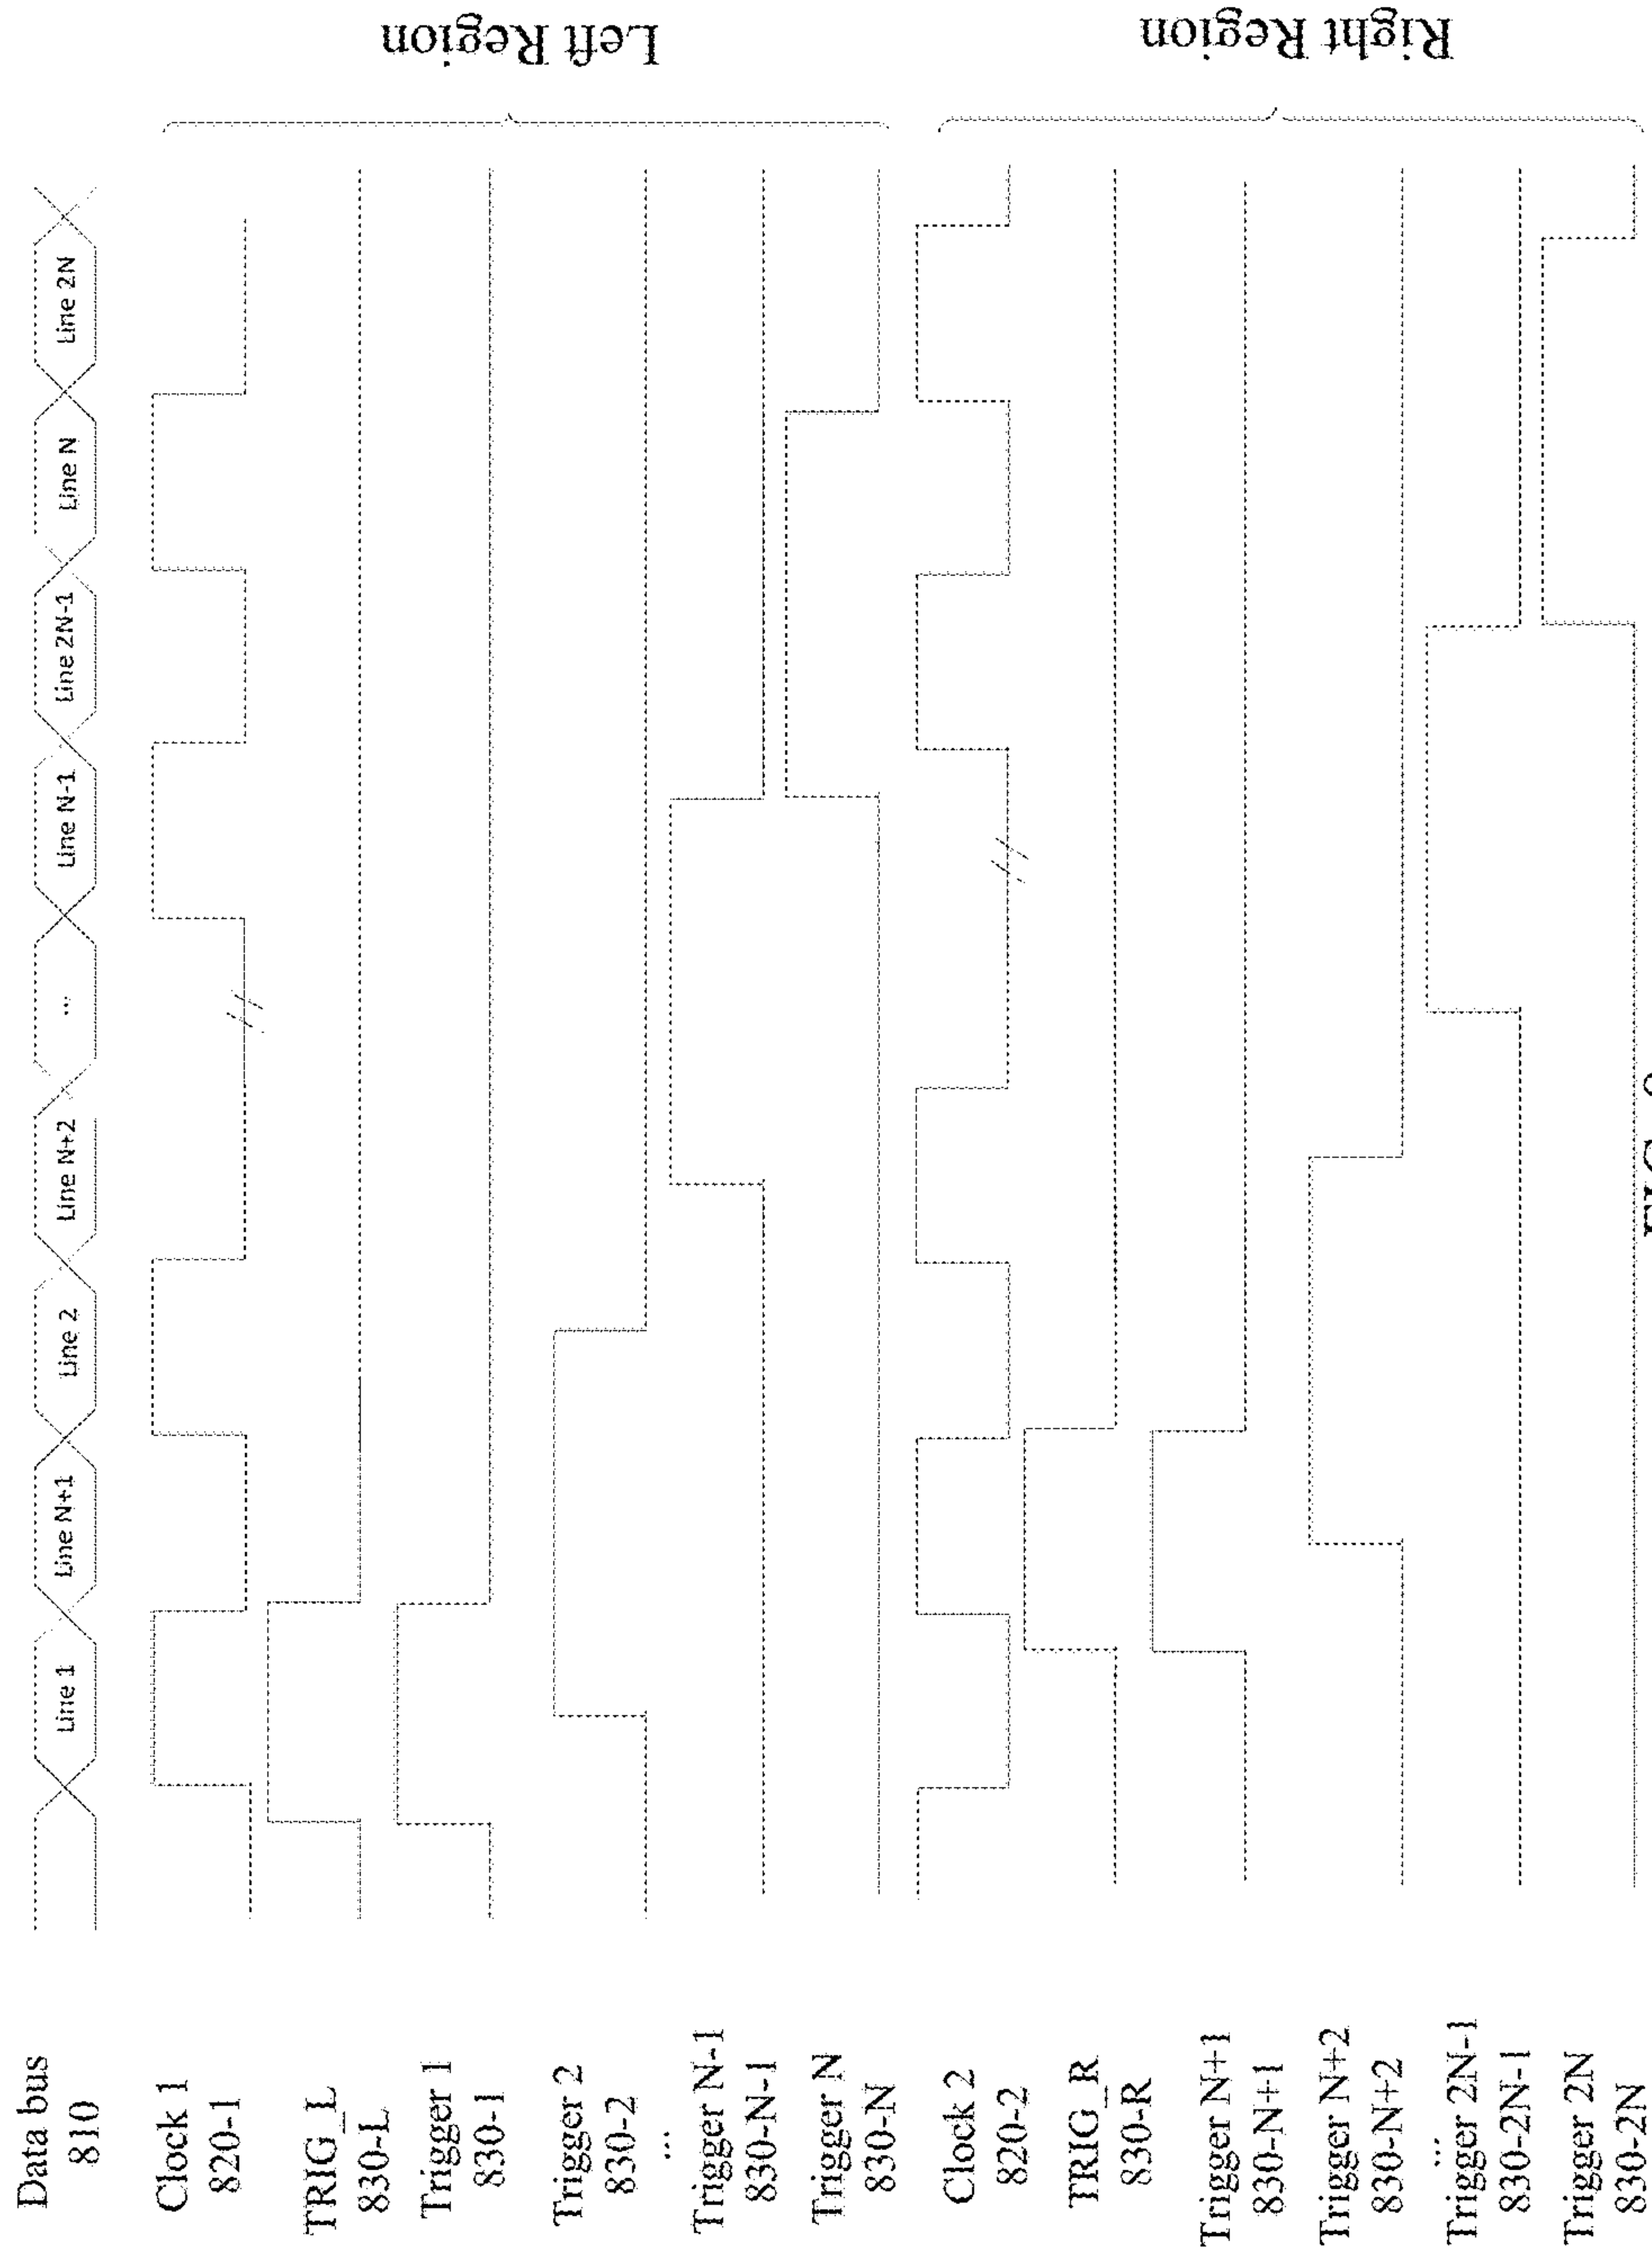 Data bus
810
Line 1
Line N+1
Line 2
Line N+2
...
Line N-1
Line 2N-1
Line N
Line 2N
Clock 1
820-1
TRIG_L
830-L
Trigger 1
830-1
Trigger 2
830-2
...
Trigger N-1
830-N-1
Trigger N
830-N
Left Region
Clock 2
820-2
TRIG_R
830-R
Trigger N+1
830-N+1
Trigger N+2
830-N+2
...
Trigger 2N-1
830-2N-1
Trigger 2N
830-2N
Right Region